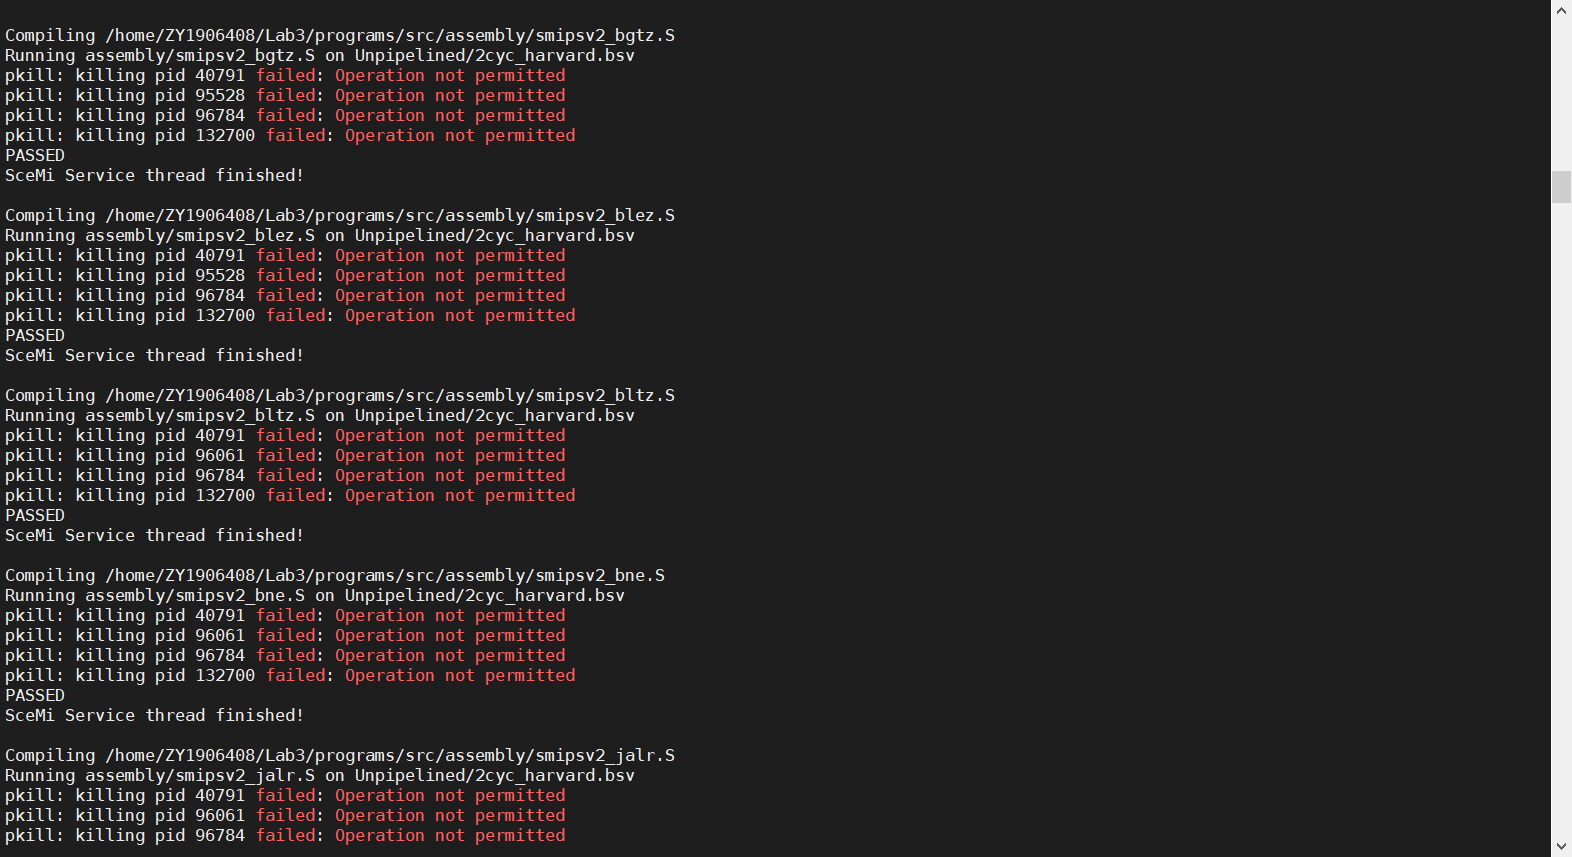 Compiling /home/ZY1906408/Lab3/programs/src/assembly/smipsv2_bgtz.S
Running assembly/smipsv2_bgtz.S on Unpipelined/2cyc_harvard.bsv
pkill: killing pid 40791 failed: Operation not permitted
pkill: killing pid 95528 failed: Operation not permitted
pkill: killing pid 96784 failed: Operation not permitted
pkill: killing pid 132700 failed: Operation not permitted
PASSED
SceMi Service thread finished!

Compiling /home/ZY1906408/Lab3/programs/src/assembly/smipsv2_blez.S
Running assembly/smipsv2_blez.S on Unpipelined/2cyc_harvard.bsv
pkill: killing pid 40791 failed: Operation not permitted
pkill: killing pid 95528 failed: Operation not permitted
pkill: killing pid 96784 failed: Operation not permitted
pkill: killing pid 132700 failed: Operation not permitted
PASSED
SceMi Service thread finished!

Compiling /home/ZY1906408/Lab3/programs/src/assembly/smipsv2_bltz.S
Running assembly/smipsv2_bltz.S on Unpipelined/2cyc_harvard.bsv
pkill: killing pid 40791 failed: Operation not permitted
pkill: killing pid 96061 failed: Operation not permitted
pkill: killing pid 96784 failed: Operation not permitted
pkill: killing pid 132700 failed: Operation not permitted
PASSED
SceMi Service thread finished!

Compiling /home/ZY1906408/Lab3/programs/src/assembly/smipsv2_bne.S
Running assembly/smipsv2_bne.S on Unpipelined/2cyc_harvard.bsv
pkill: killing pid 40791 failed: Operation not permitted
pkill: killing pid 96061 failed: Operation not permitted
pkill: killing pid 96784 failed: Operation not permitted
pkill: killing pid 132700 failed: Operation not permitted
PASSED
SceMi Service thread finished!

Compiling /home/ZY1906408/Lab3/programs/src/assembly/smipsv2_jalr.S
Running assembly/smipsv2_jalr.S on Unpipelined/2cyc_harvard.bsv
pkill: killing pid 40791 failed: Operation not permitted
pkill: killing pid 96061 failed: Operation not permitted
pkill: killing pid 96784 failed: Operation not permitted